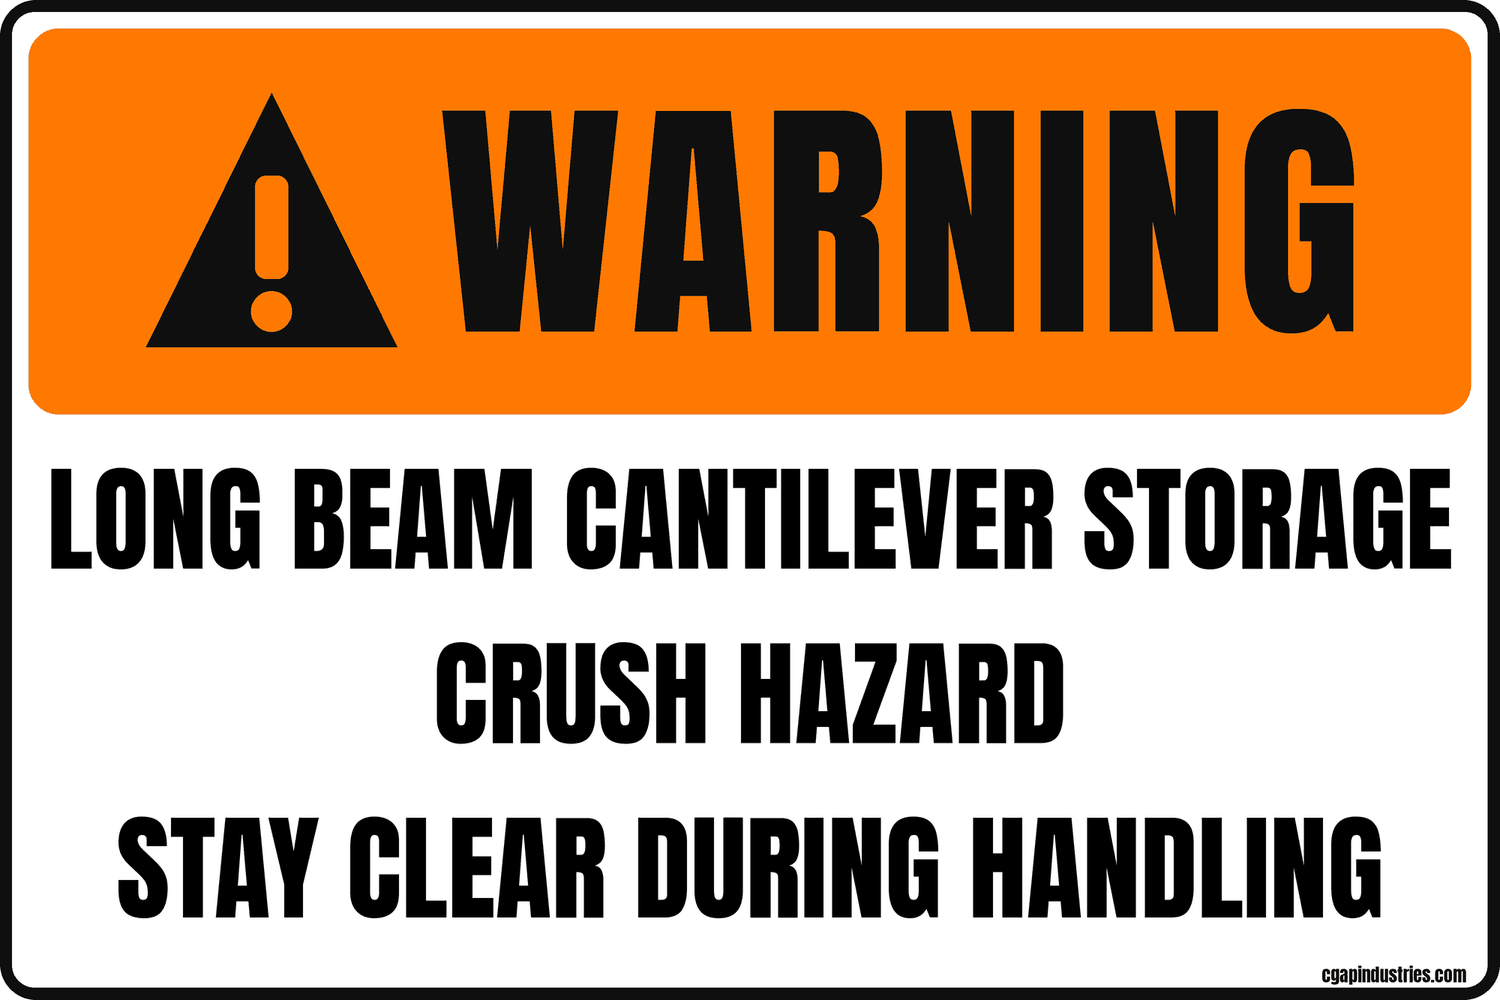 WARNING
LONG BEAM CANTILEVER STORAGE
CRUSH HAZARD
STAY CLEAR DURING HANDLING
cgapindustries.com